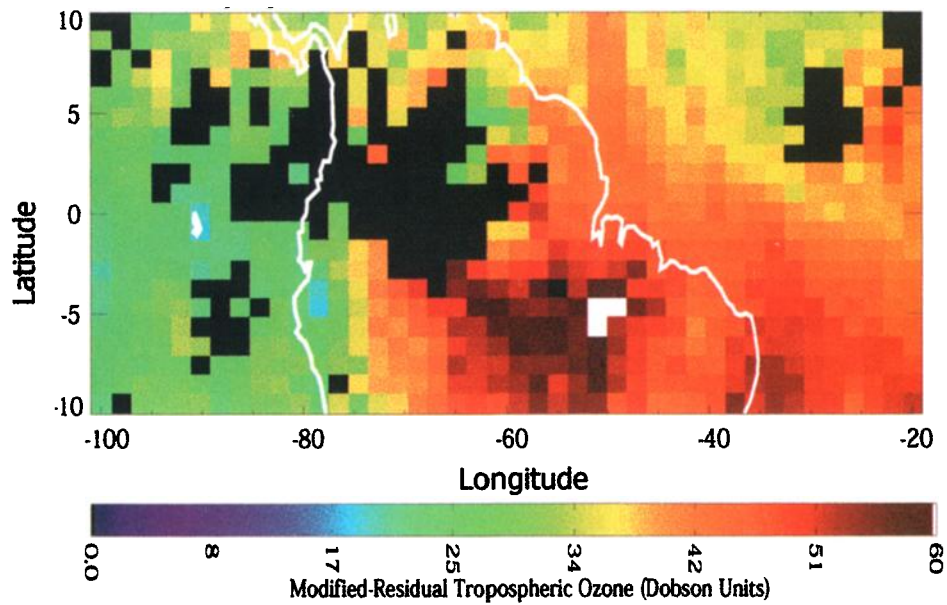 10
5
0
-5
-10
Latitude
-100 -80 -60 -40 -20
Longitude
0.0 8 17 25 34 42 51 60
Modified-Residual Tropospheric Ozone (Dobson Units)